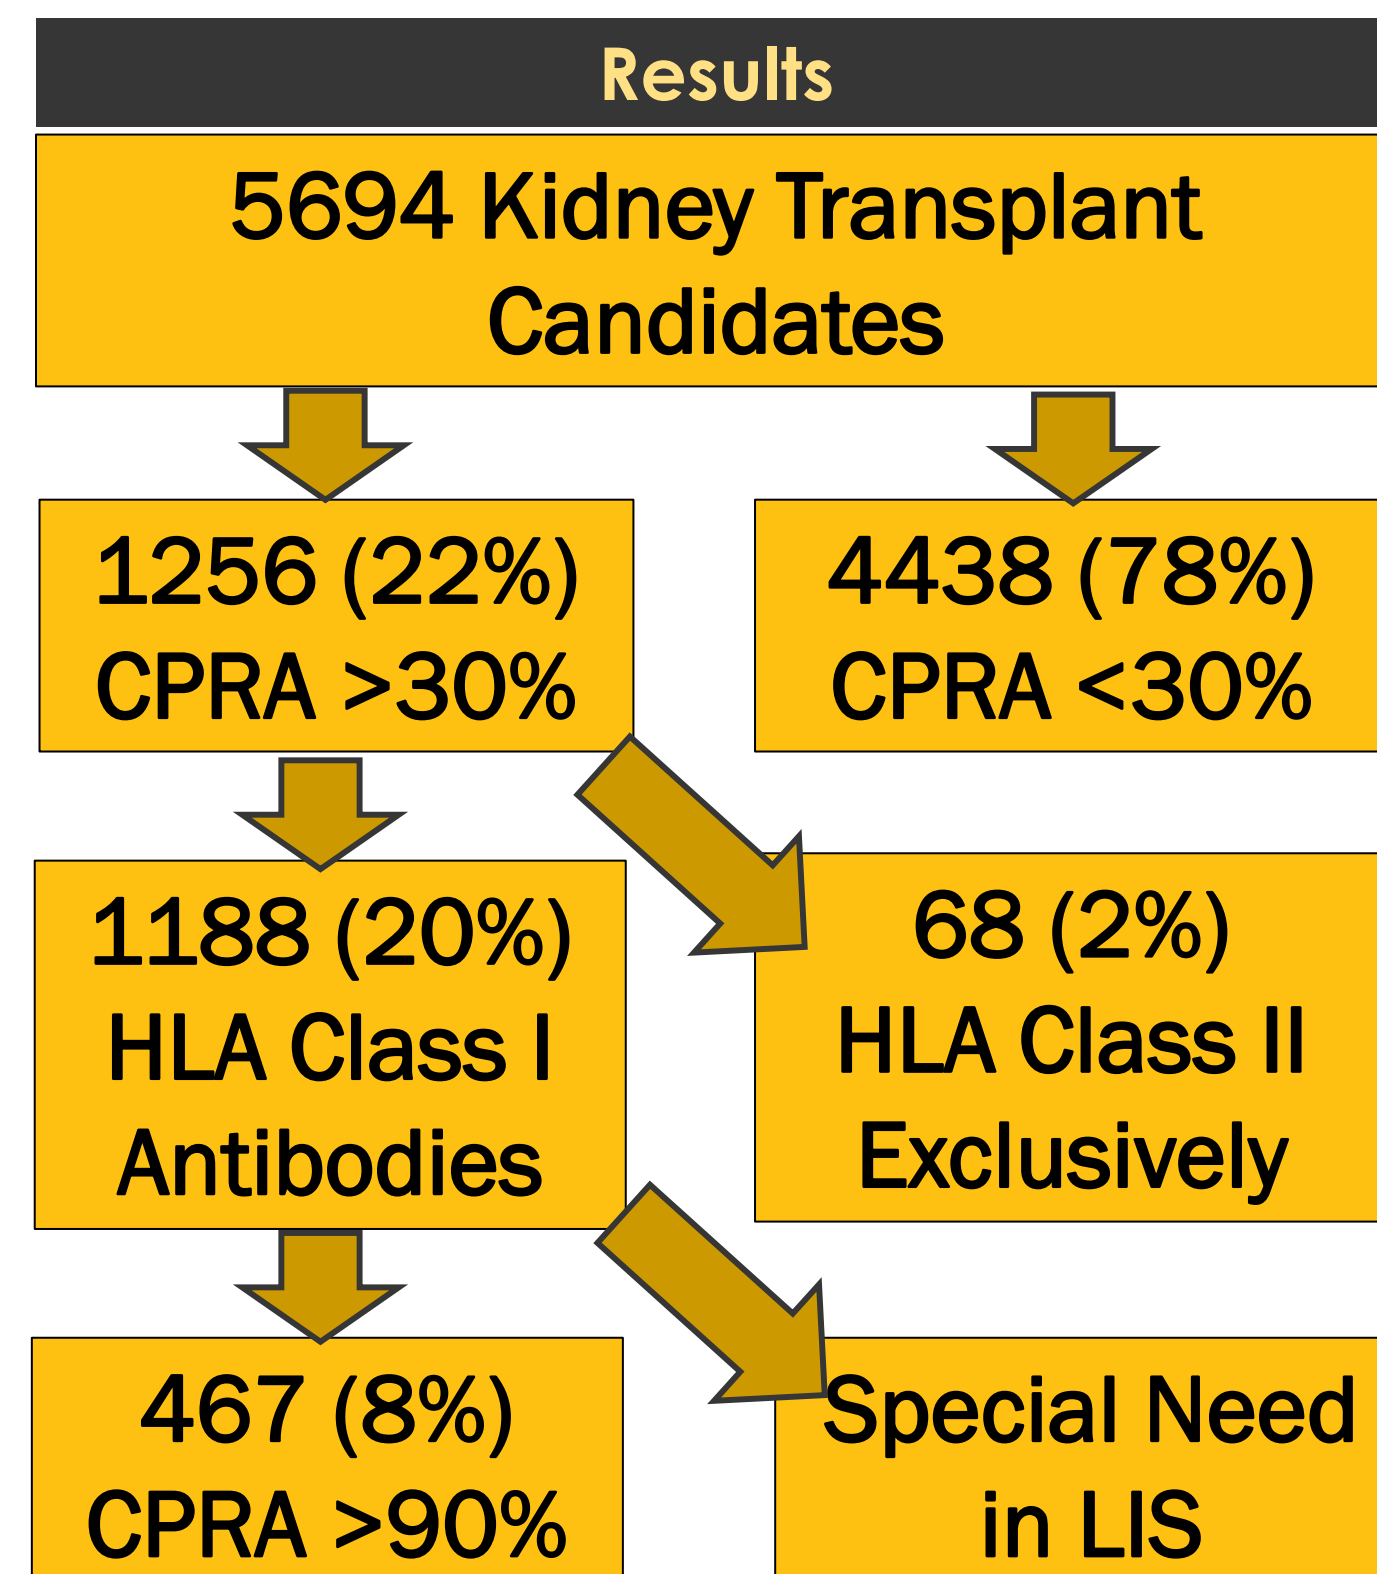 Results
5694 Kidney Transplant
Candidates
1256 (22%)
CPRA >30%
4438 (78%)
CPRA <30%
1188 (20%)
HLA Class I
Antibodies
68 (2%)
HLA Class II
Exclusively
467 (8%)
CPRA >90%
Special Need
in LIS